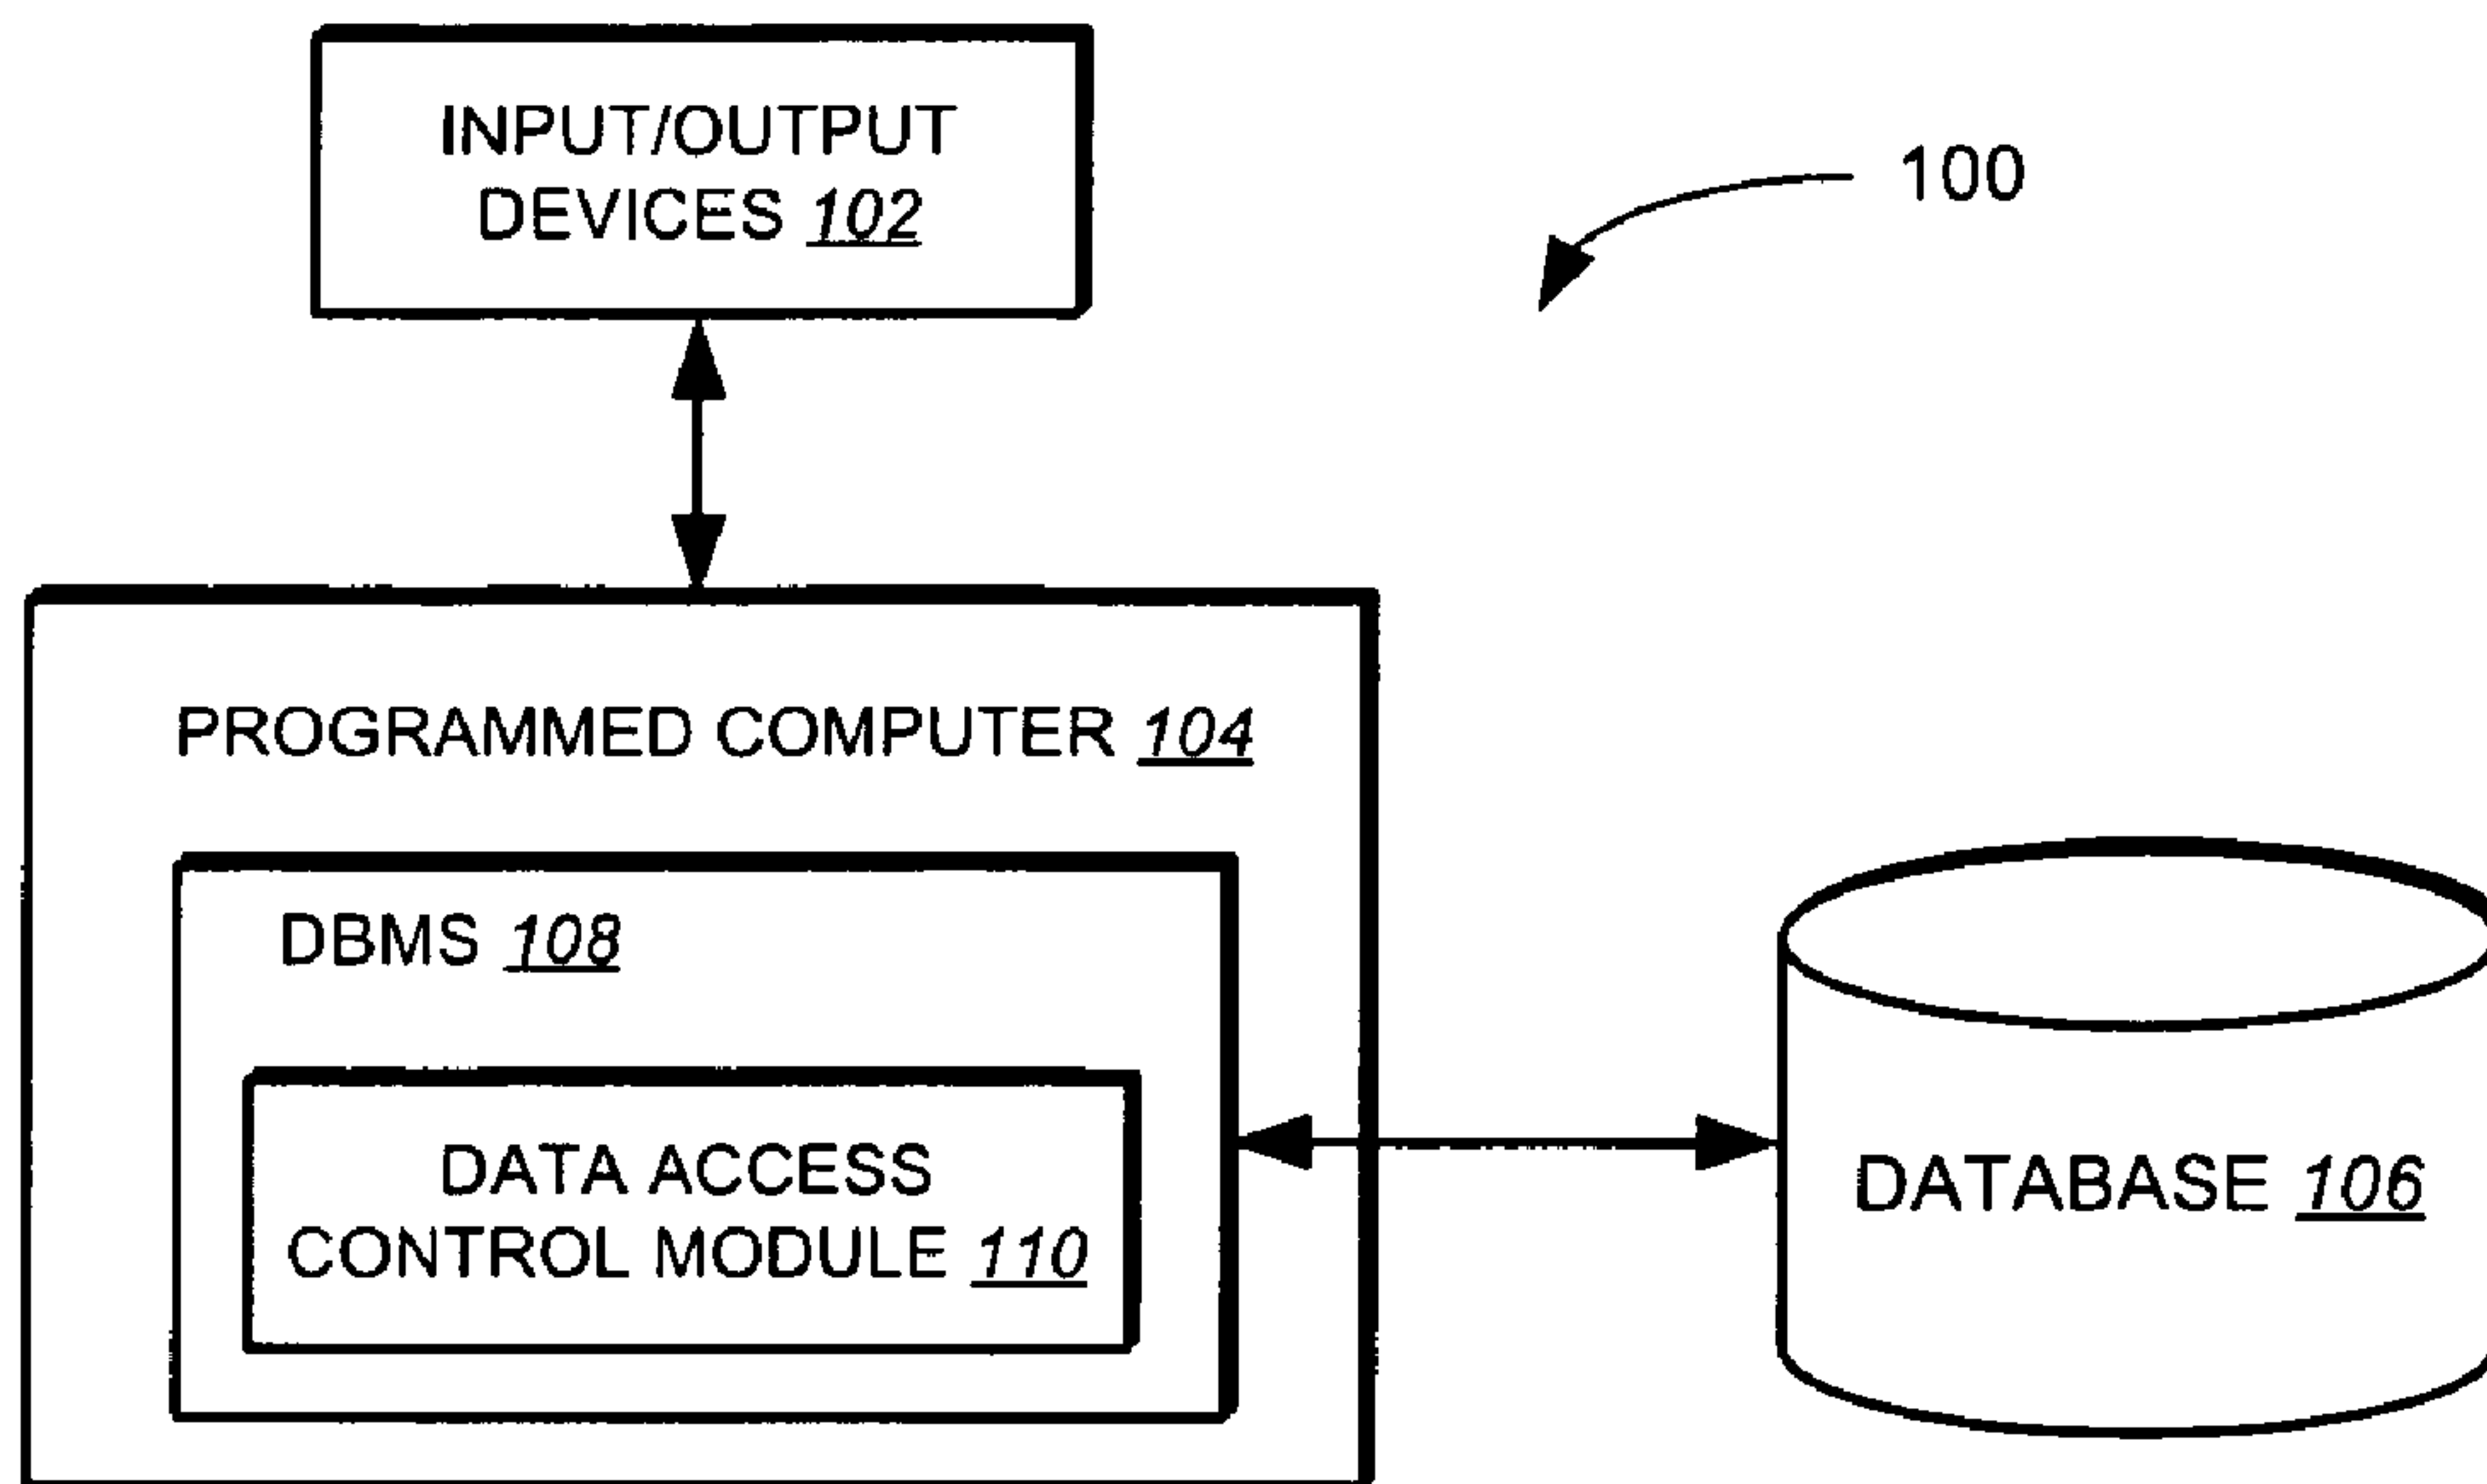 INPUT/OUTPUT
DEVICES 102
100
PROGRAMMED COMPUTER 104
DBMS 108
DATA ACCESS
CONTROL MODULE 110
DATABASE 106